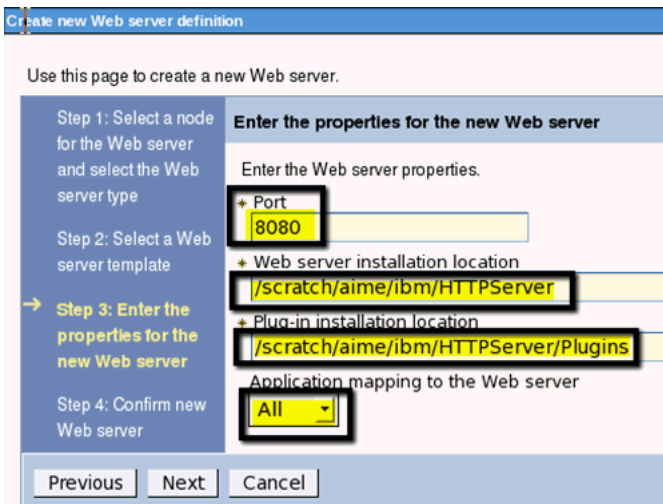 Create new Web server definition
Use this page to create a new Web server.
Step 1: Select a node
for the Web server
and select the Web
server type
Step 2: Select a Web
server template
Step 3: Enter the
properties for the
new Web server
Step 4: Confirm new
Web server
Enter the properties for the new Web server
Enter the Web server properties.
* Port
8080
* Web server installation location
/scratch/aime/ibm/HTTPServer
* Plug-in installation location
/scratch/aime/ibm/HTTPServer/Plugins
Application mapping to the Web server
All
Previous Next Cancel